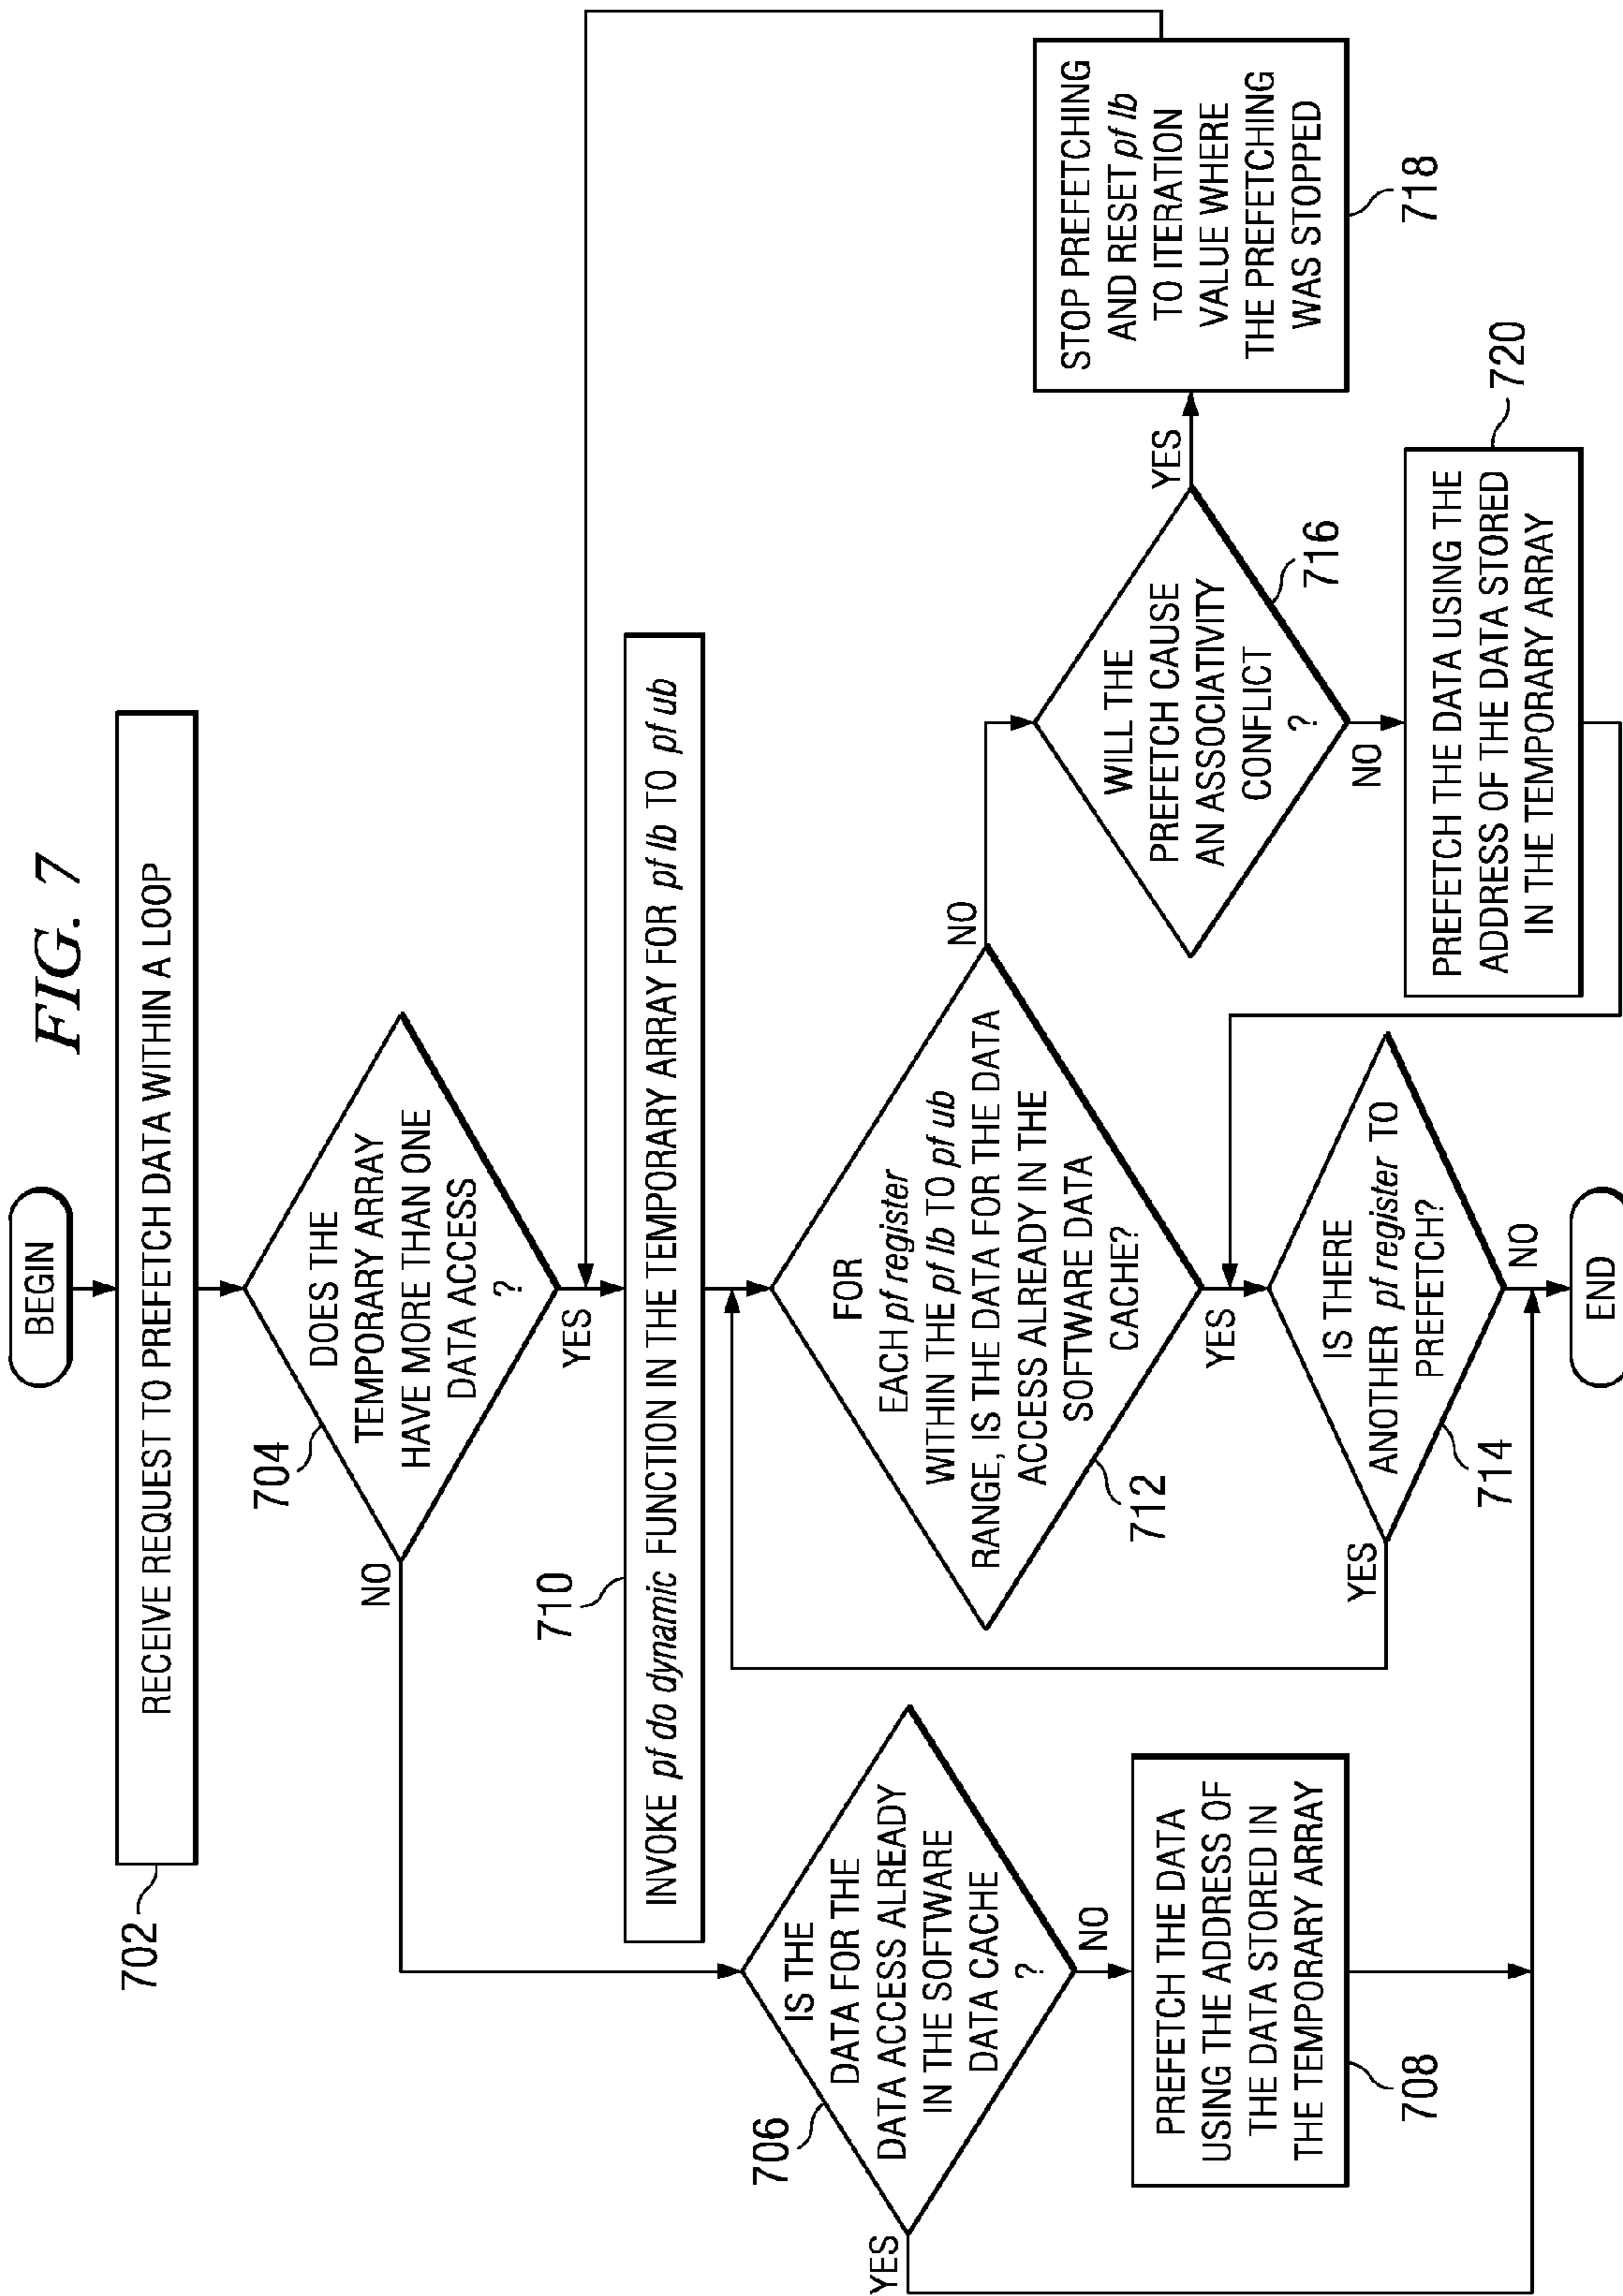 FIG. 7
BEGIN
RECEIVE REQUEST TO PREFETCH DATA WITHIN A LOOP
702
DOES THE
TEMPORARY ARRAY
HAVE MORE THAN ONE
DATA ACCESS
?
704
NO
YES
INVOKE pf do dynamic FUNCTION IN THE TEMPORARY ARRAY FOR pf lb TO pf ub
710
IS THE
DATA FOR THE
DATA ACCESS ALREADY
IN THE SOFTWARE
DATA CACHE
?
706
YES
NO
PREFETCH THE DATA
USING THE ADDRESS OF
THE DATA STORED IN
THE TEMPORARY ARRAY
708
FOR
EACH pf register
WITHIN THE pf lb TO pf ub
RANGE, IS THE DATA FOR THE DATA
ACCESS ALREADY IN THE
SOFTWARE DATA
CACHE?
712
NO
YES
IS THERE
ANOTHER pf register TO
PREFETCH?
714
YES
NO
WILL THE
PREFETCH CAUSE
AN ASSOCIATIVITY
CONFLICT
?
716
YES
NO
STOP PREFETCHING
AND RESET pf lb
TO ITERATION
VALUE WHERE
THE PREFETCHING
WAS STOPPED
718
PREFETCH THE DATA USING THE
ADDRESS OF THE DATA STORED
IN THE TEMPORARY ARRAY
720
END